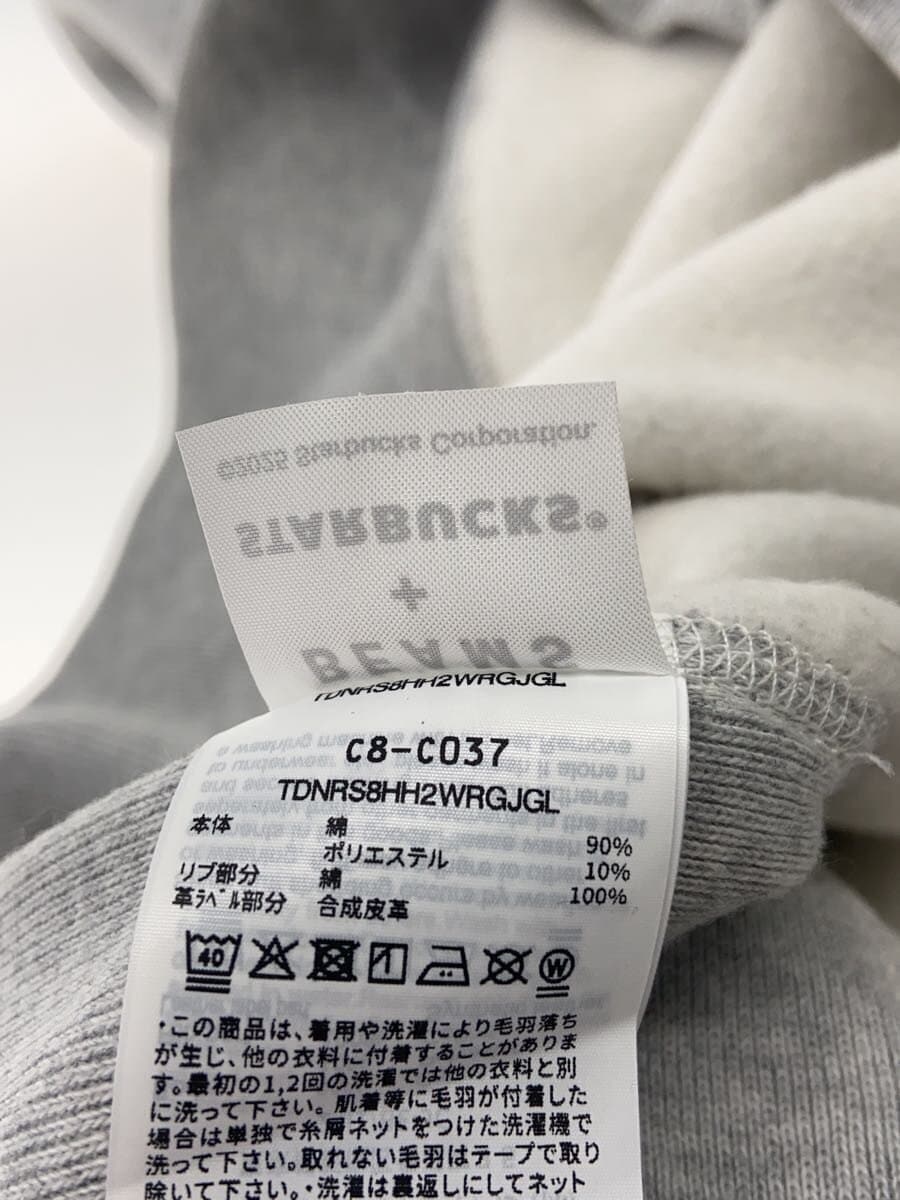 ©2025 Starbucks Corporation.
STARBUCKS®
+
BEAMS
TDNRS8HH2WRGJGL
C8-C037
TDNRS8HH2WRGJGL
本体 綿 90%
ポリエステル 10%
リブ部分 綿 100%
革ﾗﾍﾞﾙ部分 合成皮革
40
W
・この商品は、着用や洗濯により毛羽落ち
が生じ、他の衣料に付着することがありま
す。最初の1,2回の洗濯では他の衣料と別
に洗って下さい。肌着等に毛羽が付着した
場合は単独で糸屑ネットをつけた洗濯機で
洗って下さい。取れない毛羽はテープで取り
除いて下さい。・洗濯は裏返しにしてネット